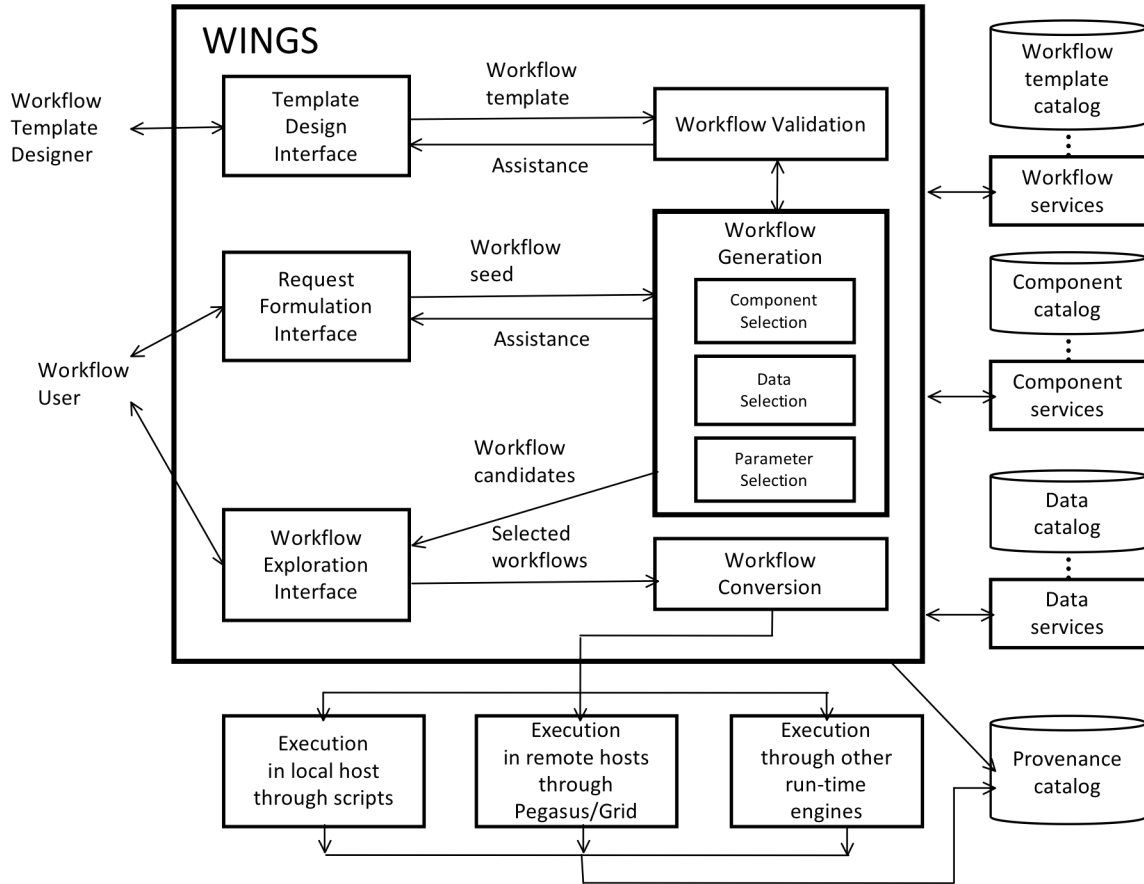 WINGS
Workflow
Template
Designer
Template
Design
Interface
Workflow
template
Assistance
Workflow Validation
Workflow
template
catalog
Workflow
services
Workflow
User
Request
Formulation
Interface
Workflow
seed
Assistance
Workflow
Generation
Component
Selection
Data
Selection
Parameter
Selection
Component
catalog
Component
services
Workflow
candidates
Workflow
Exploration
Interface
Selected
workflows
Workflow
Conversion
Data
catalog
Data
services
Execution
in local host
through scripts
Execution
in remote hosts
through
Pegasus/Grid
Execution
through other
run-time
engines
Provenance
catalog